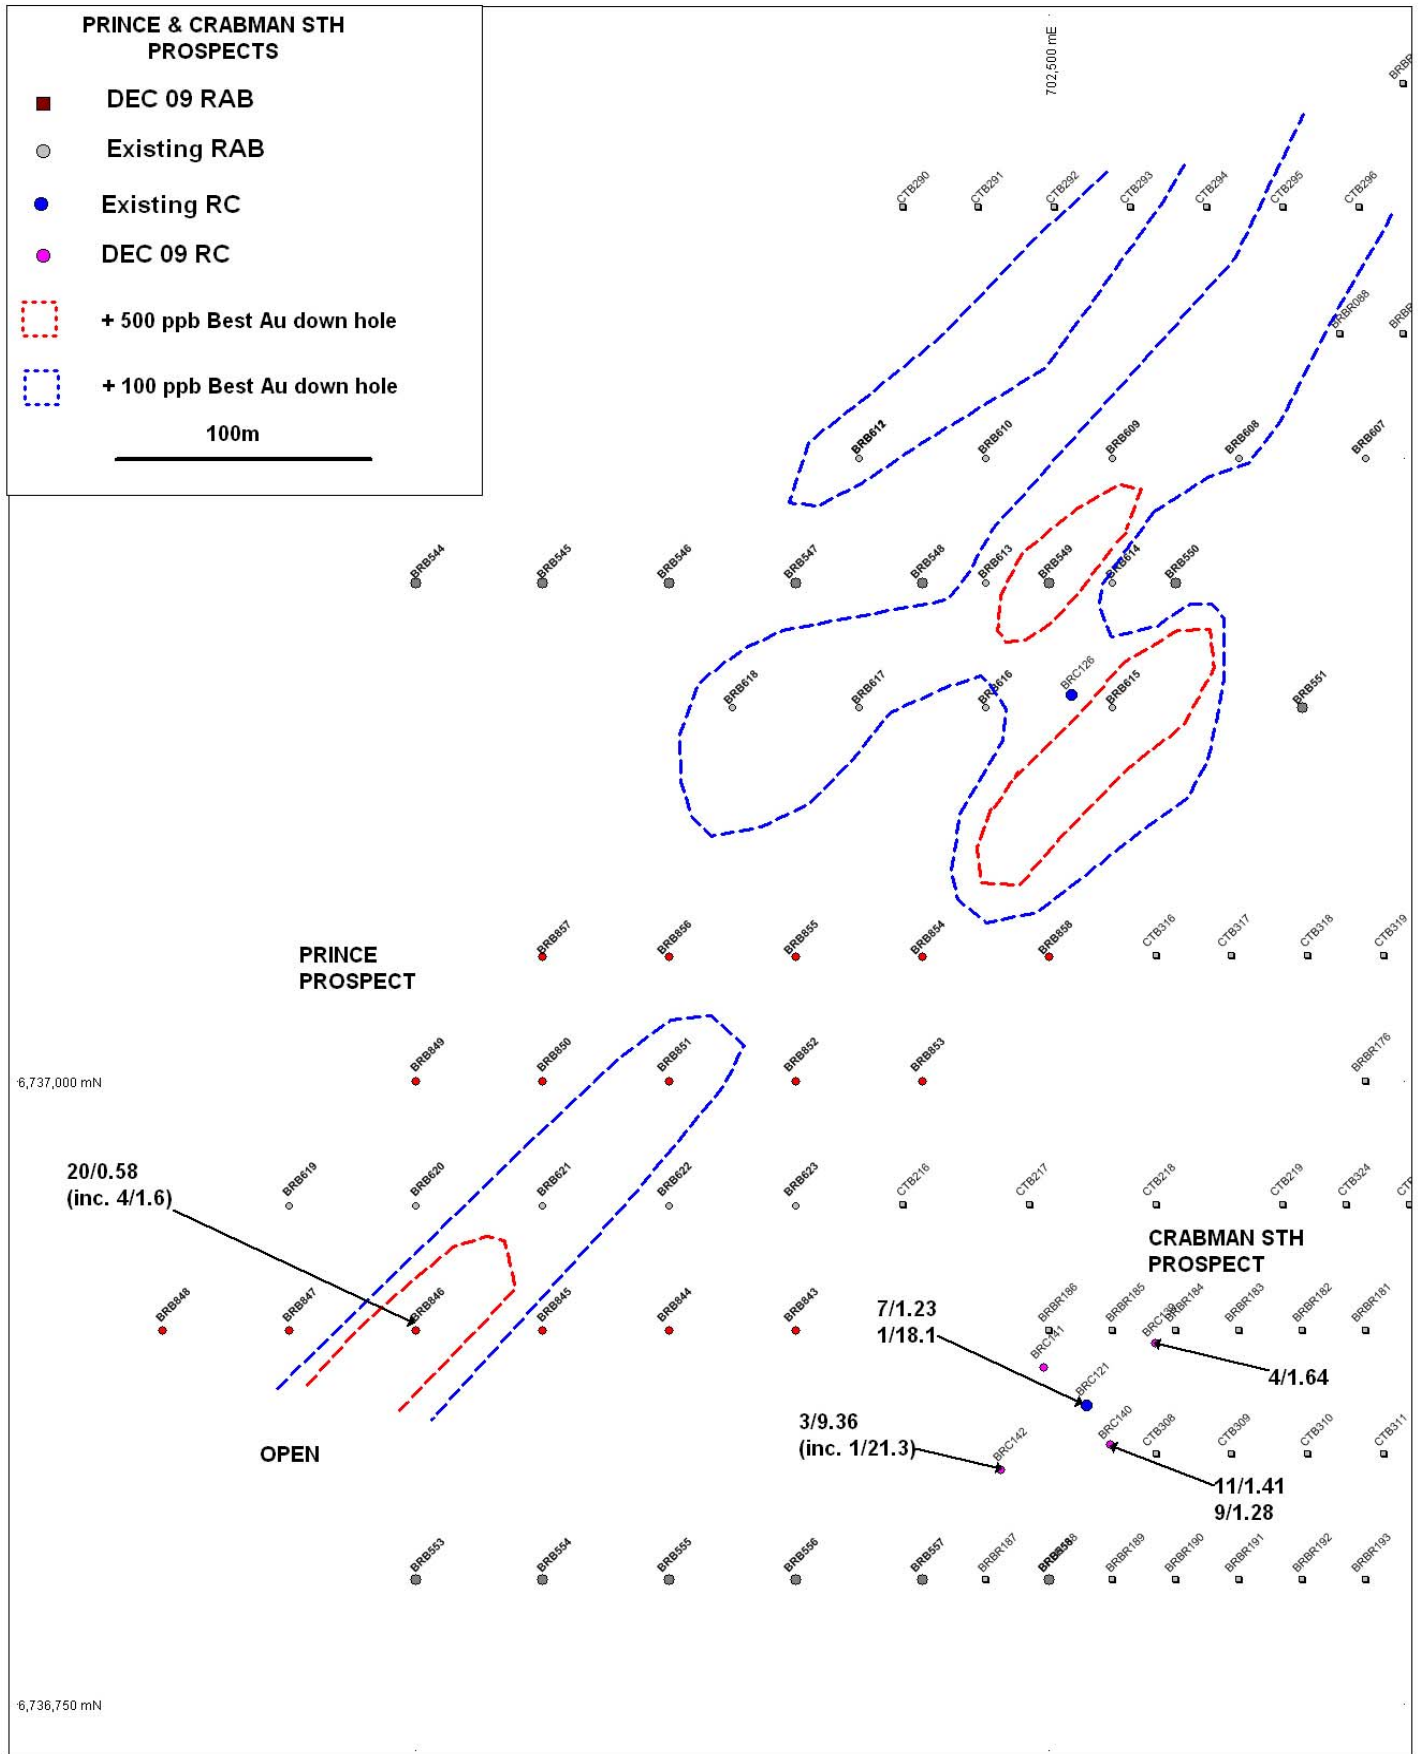 PRINCE & CRABMAN STH
PROSPECTS
DEC 09 RAB
Existing RAB
Existing RC
DEC 09 RC
+ 500 ppb Best Au down hole
+ 100 ppb Best Au down hole
100m
702,500 mE
CTB290
CTB291
CTB292
CTB293
CTB294
CTB295
CTB296
BRBR088
BRB612
BRB610
BRB609
BRB608
BRB607
BRB544
BRB545
BRB546
BRB547
BRB548
BRB613
BRB549
BRB614
BRB550
BRB618
BRB617
BRB616
BRC126
BRB615
BRB551
PRINCE
PROSPECT
BRB857
BRB856
BRB855
BRB854
BRB858
CTB316
CTB317
CTB318
CTB319
6,737,000 mN
BRB849
BRB850
BRB851
BRB852
BRB853
BRBR176
20/0.58
(inc. 4/1.6)
BRB619
BRB620
BRB621
BRB622
BRB623
CTB216
CTB217
CTB218
CTB219
CTB324
CRABMAN STH
PROSPECT
BRB848
BRB847
BRB846
BRB845
BRB844
BRB843
BRBR186
BRBR185
BRBR184
BRBR183
BRBR182
BRBR181
7/1.23
1/18.1
BRC141
BRC139
4/1.64
BRC121
3/9.36
(inc. 1/21.3)
BRC142
BRC140
CTB308
CTB309
CTB310
CTB311
OPEN
11/1.41
9/1.28
BRB553
BRB554
BRB555
BRB556
BRB557
BRBR187
BRB558
BRBR189
BRBR190
BRBR191
BRBR192
BRBR193
6,736,750 mN